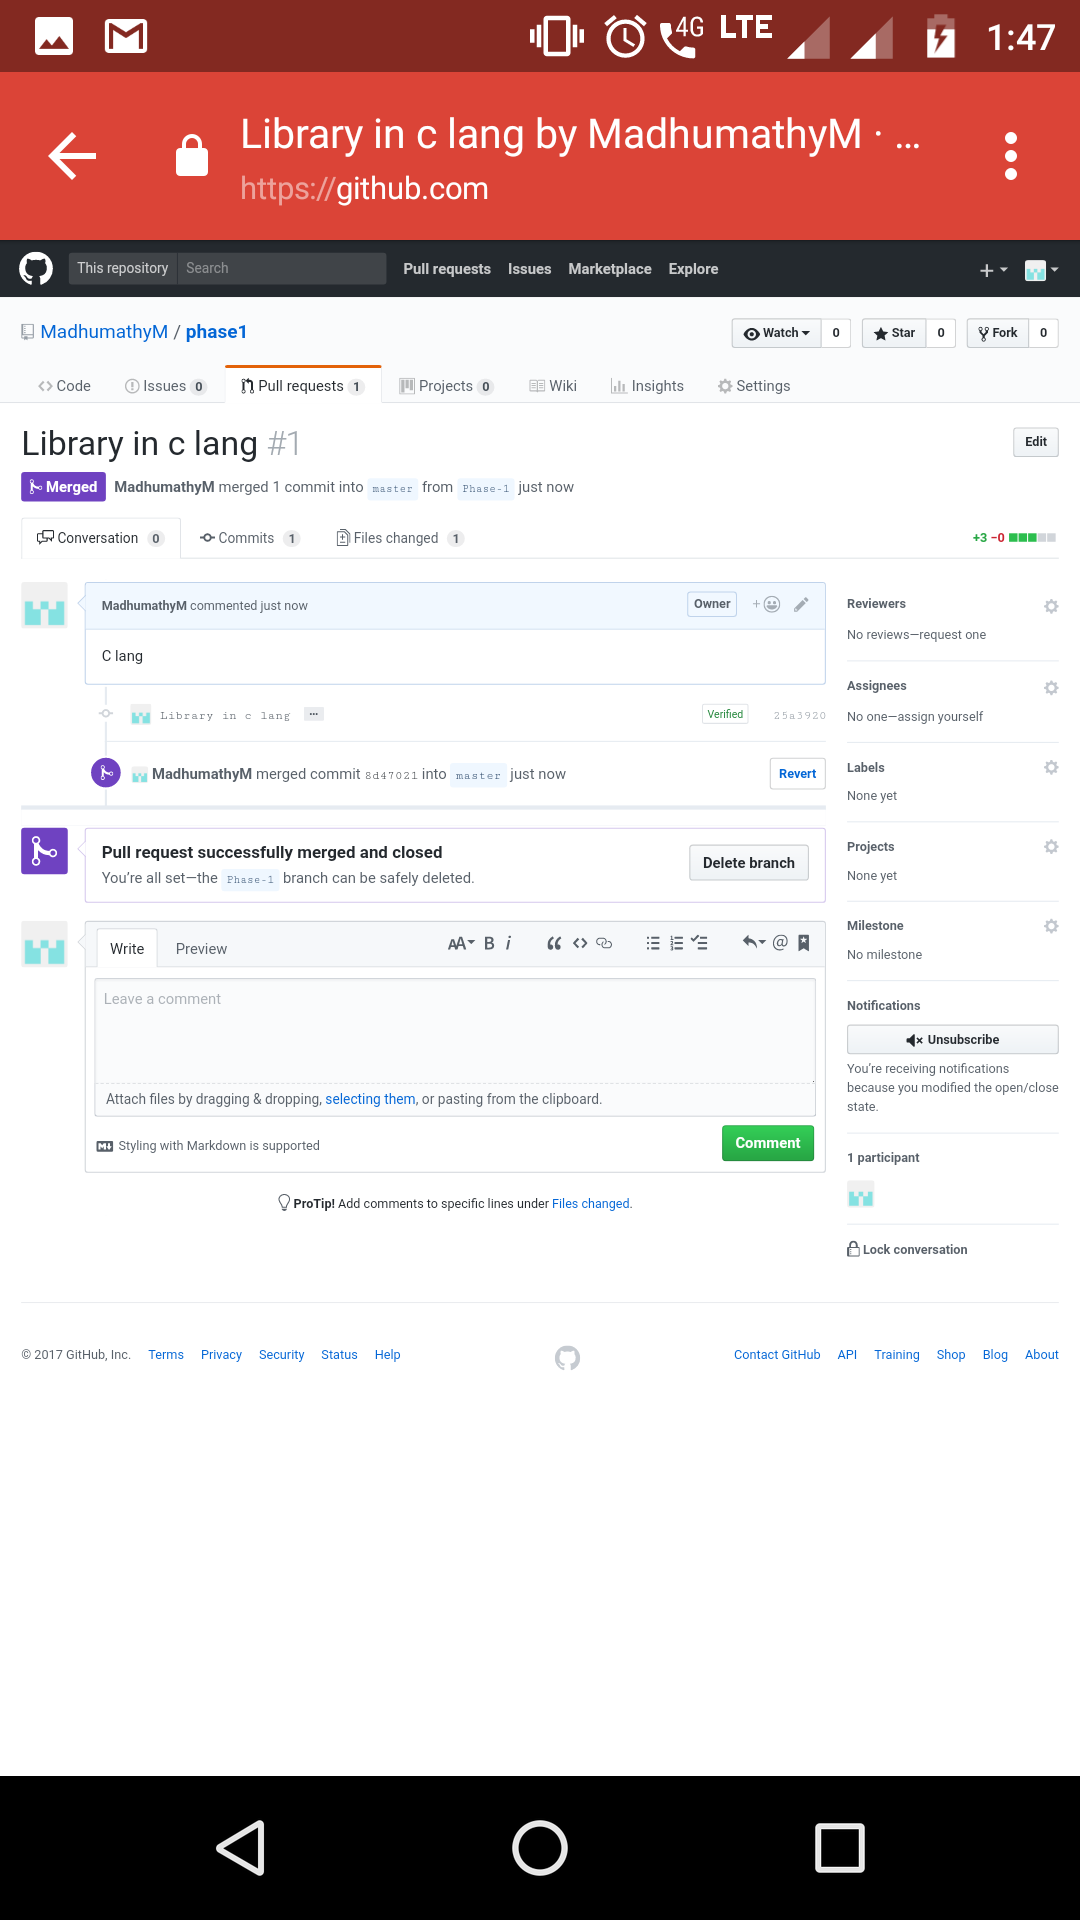 4G LTE 1:47
Library in c lang by MadhumathyM · ...
https://github.com
This repository Search Pull requests Issues Marketplace Explore
MadhumathyM / phase1 Watch 0 Star 0 Fork 0
Code Issues 0 Pull requests 1 Projects 0 Wiki Insights Settings
Library in c lang #1 Edit
Merged MadhumathyM merged 1 commit into master from Phase-1 just now
Conversation 0 Commits 1 Files changed 1 +3 −0
MadhumathyM commented just now Owner
C lang
Library in c lang ... Verified 25a3920
MadhumathyM merged commit 8d47021 into master just now Revert
Pull request successfully merged and closed
You're all set—the Phase-1 branch can be safely deleted.
Delete branch
Write Preview AA B i
Leave a comment
Attach files by dragging & dropping, selecting them, or pasting from the clipboard.
Styling with Markdown is supported Comment
ProTip! Add comments to specific lines under Files changed.
Reviewers
No reviews—request one
Assignees
No one—assign yourself
Labels
None yet
Projects
None yet
Milestone
No milestone
Notifications
Unsubscribe
You're receiving notifications
because you modified the open/close
state.
1 participant
Lock conversation
© 2017 GitHub, Inc. Terms Privacy Security Status Help Contact GitHub API Training Shop Blog About